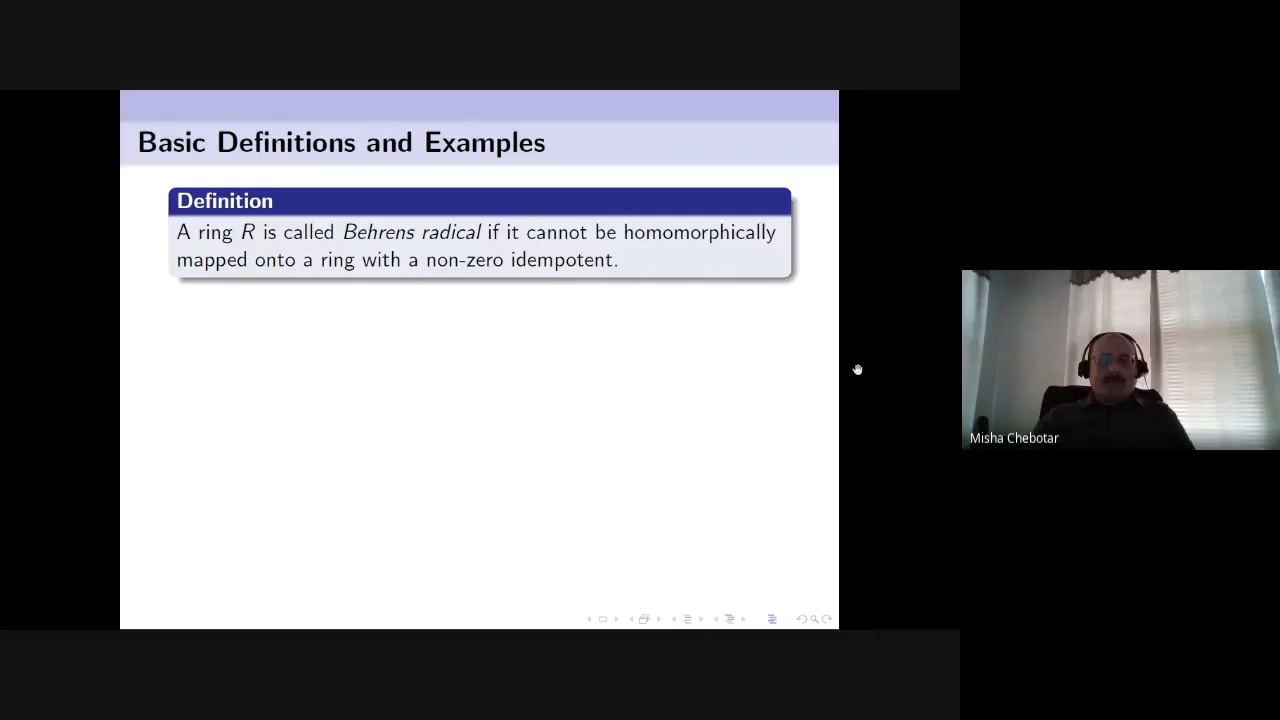 Basic Definitions and Examples
Definition
A ring R is called Behrens radical if it cannot be homomorphically
mapped onto a ring with a non-zero idempotent.
Misha Chebotar